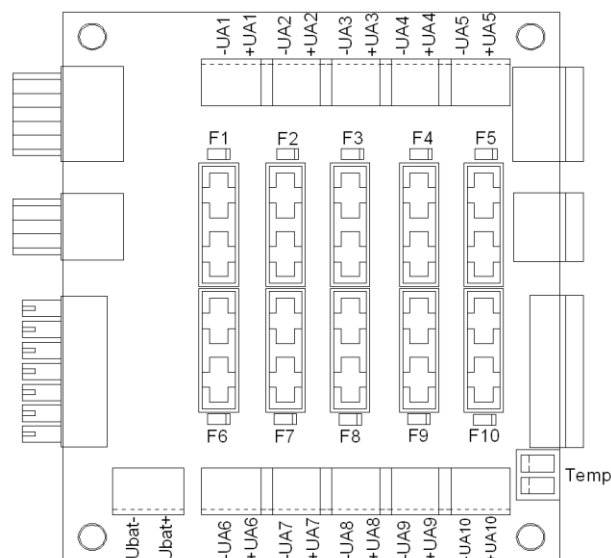 -UA1 +UA1 -UA2 +UA2 -UA3 +UA3 -UA4 +UA4 -UA5 +UA5
F1 F2 F3 F4 F5
F6 F7 F8 F9 F10
Temp
Ubat- Ubat+ -UA6 +UA6 -UA7 +UA7 -UA8 +UA8 -UA9 +UA9 -UA10 +UA10